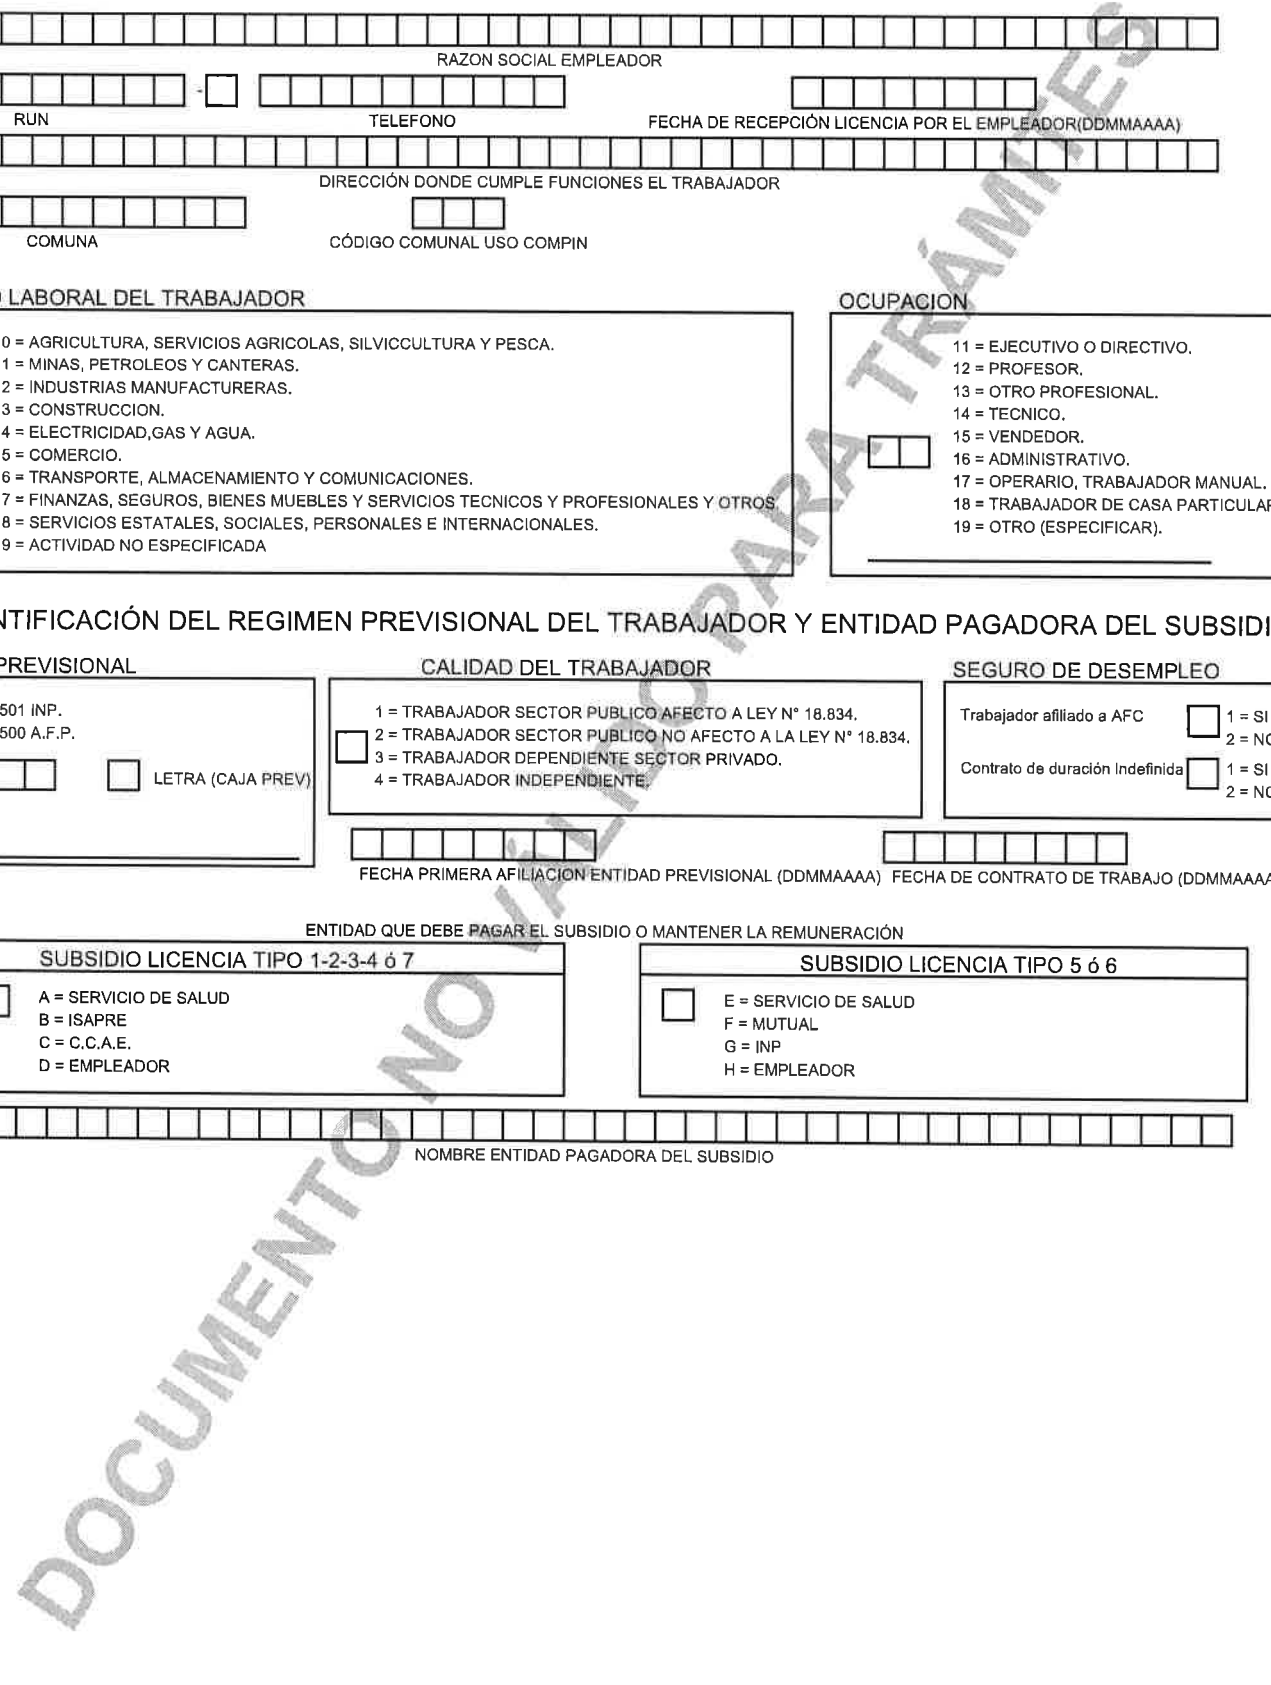 RAZON SOCIAL EMPLEADOR
-
RUN TELEFONO FECHA DE RECEPCIÓN LICENCIA POR EL EMPLEADOR(DDMMAAAA)
DIRECCIÓN DONDE CUMPLE FUNCIONES EL TRABAJADOR
COMUNA CÓDIGO COMUNAL USO COMPIN
LABORAL DEL TRABAJADOR
0 = AGRICULTURA, SERVICIOS AGRICOLAS, SILVICCULTURA Y PESCA.
1 = MINAS, PETROLEOS Y CANTERAS.
2 = INDUSTRIAS MANUFACTURERAS.
3 = CONSTRUCCION.
4 = ELECTRICIDAD,GAS Y AGUA.
5 = COMERCIO.
6 = TRANSPORTE, ALMACENAMIENTO Y COMUNICACIONES.
7 = FINANZAS, SEGUROS, BIENES MUEBLES Y SERVICIOS TECNICOS Y PROFESIONALES Y OTROS.
8 = SERVICIOS ESTATALES, SOCIALES, PERSONALES E INTERNACIONALES.
9 = ACTIVIDAD NO ESPECIFICADA
OCUPACION
11 = EJECUTIVO O DIRECTIVO.
12 = PROFESOR.
13 = OTRO PROFESIONAL.
14 = TECNICO.
15 = VENDEDOR.
16 = ADMINISTRATIVO.
17 = OPERARIO, TRABAJADOR MANUAL.
18 = TRABAJADOR DE CASA PARTICULAR
19 = OTRO (ESPECIFICAR).
NTIFICACIÓN DEL REGIMEN PREVISIONAL DEL TRABAJADOR Y ENTIDAD PAGADORA DEL SUBSIDI
PREVISIONAL
501 INP.
500 A.F.P.
LETRA (CAJA PREV)
CALIDAD DEL TRABAJADOR
1 = TRABAJADOR SECTOR PUBLICO AFECTO A LEY N° 18.834.
2 = TRABAJADOR SECTOR PUBLICO NO AFECTO A LA LEY N° 18.834.
3 = TRABAJADOR DEPENDIENTE SECTOR PRIVADO.
4 = TRABAJADOR INDEPENDIENTE.
SEGURO DE DESEMPLEO
Trabajador afiliado a AFC 1 = SI
2 = NO
Contrato de duración Indefinida 1 = SI
2 = NO
FECHA PRIMERA AFILIACION ENTIDAD PREVISIONAL (DDMMAAAA) FECHA DE CONTRATO DE TRABAJO (DDMMAAAA
ENTIDAD QUE DEBE PAGAR EL SUBSIDIO O MANTENER LA REMUNERACIÓN
SUBSIDIO LICENCIA TIPO 1-2-3-4 ó 7
A = SERVICIO DE SALUD
B = ISAPRE
C = C.C.A.E.
D = EMPLEADOR
SUBSIDIO LICENCIA TIPO 5 ó 6
E = SERVICIO DE SALUD
F = MUTUAL
G = INP
H = EMPLEADOR
NOMBRE ENTIDAD PAGADORA DEL SUBSIDIO
DOCUMENTO NO VÁLIDO PARA TRÁMITES